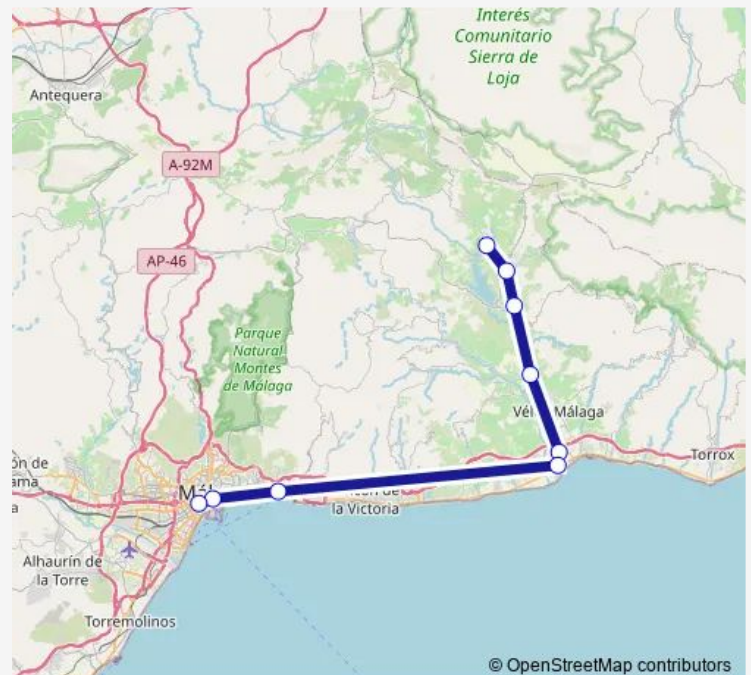 Interés
Comunitario
Sierra de
Loja
Antequera
A-92M
AP-46
Parque
Natural
Montes
de Málaga
Málaga
Torrox
ón de
ama
a
la Victoria
Alhaurín de
la Torre
Torremolinos
© OpenStreetMap contributors